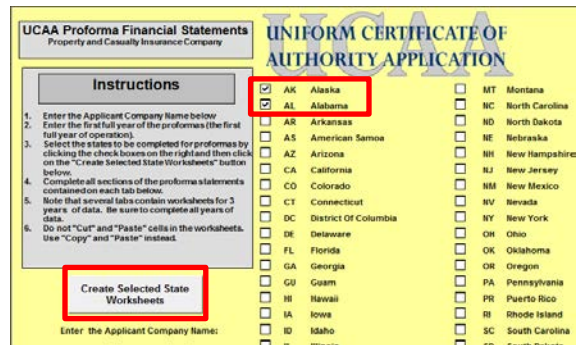 UCAA Proforma Financial Statements
Property and Casualty Insurance Company
UCAA
UNIFORM CERTIFICATE OF
AUTHORITY APPLICATION
Instructions
1. Enter the Applicant Company Name below
2. Enter the first full year of the proformas (the first
full year of operation).
3. Select the states to be completed for proformas by
clicking the check boxes on the right and then click
on the "Create Selected State Worksheets" button
below.
4. Complete all sections of the proforma statements
contained on each tab below.
5. Note that several tabs contain worksheets for 3
years of data. Be sure to complete all years of
data.
6. Do not "Cut" and "Paste" cells in the worksheets.
Use "Copy" and "Paste" instead.
Create Selected State
Worksheets
Enter the Applicant Company Name:
AK Alaska
AL Alabama
AR Arkansas
AS American Samoa
AZ Arizona
CA California
CO Colorado
CT Connecticut
DC District Of Columbia
DE Delaware
FL Florida
GA Georgia
GU Guam
HI Hawaii
IA Iowa
ID Idaho
MT Montana
NC North Carolina
ND North Dakota
NE Nebraska
NH New Hampshire
NJ New Jersey
NM New Mexico
NV Nevada
NY New York
OH Ohio
OK Oklahoma
OR Oregon
PA Pennsylvania
PR Puerto Rico
RI Rhode Island
SC South Carolina